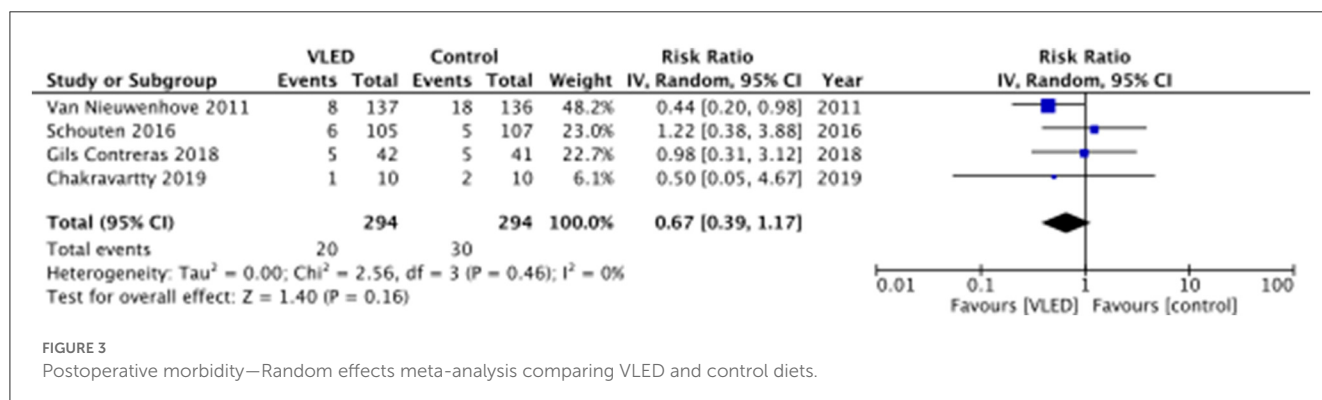 VLED Control Risk Ratio Risk Ratio
Study or Subgroup Events Total Events Total Weight IV, Random, 95% CI Year IV, Random, 95% CI
Van Nieuwenhove 2011 8 137 18 136 48.2% 0.44 [0.20, 0.98] 2011
Schouten 2016 6 105 5 107 23.0% 1.22 [0.38, 3.88] 2016
Gils Contreras 2018 5 42 5 41 22.7% 0.98 [0.31, 3.12] 2018
Chakravartty 2019 1 10 2 10 6.1% 0.50 [0.05, 4.67] 2019
Total (95% CI) 294 294 100.0% 0.67 [0.39, 1.17]
Total events 20 30
Heterogeneity: Tau² = 0.00; Chi² = 2.56, df = 3 (P = 0.46); I² = 0%
Test for overall effect: Z = 1.40 (P = 0.16)
0.01 0.1 1 10 100
Favours [VLED] Favours [control]
FIGURE 3
Postoperative morbidity—Random effects meta-analysis comparing VLED and control diets.